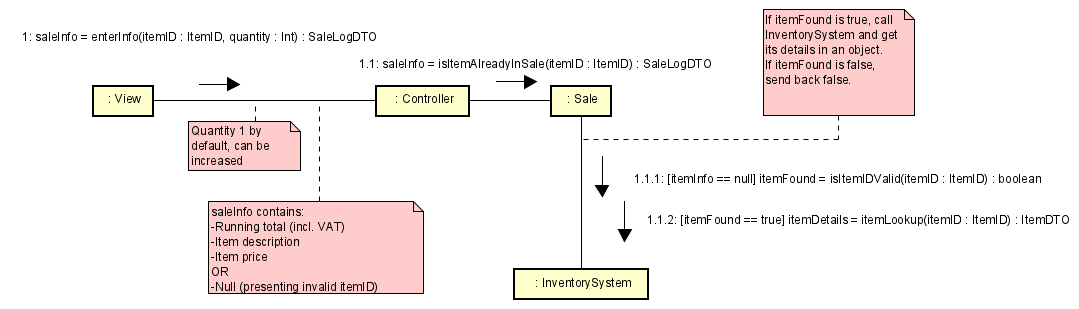 If itemFound is true, call
InventorySystem and get
its details in an object.
If itemFound is false,
send back false.
1: saleInfo = enterInfo(itemID : ItemID, quantity : Int) : SaleLogDTO
1.1: saleInfo = isItemAlreadyInSale(itemID : ItemID) : SaleLogDTO
: View
: Controller
: Sale
Quantity 1 by
default, can be
increased
1.1.1: [itemInfo == null] itemFound = isItemIDValid(itemID : ItemID) : boolean
1.1.2: [itemFound == true] itemDetails = itemLookup(itemID : ItemID) : ItemDTO
saleInfo contains:
-Running total (incl. VAT)
-Item description
-Item price
OR
-Null (presenting invalid itemID)
: InventorySystem